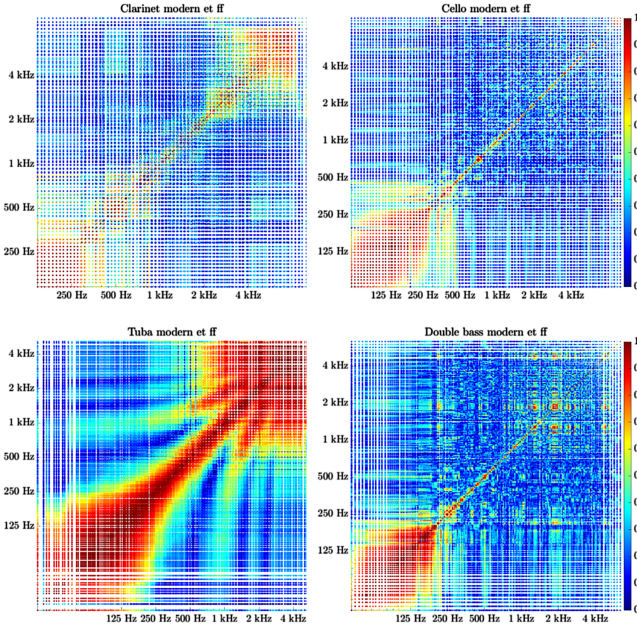 Clarinet modern et ff
4 kHz
2 kHz
1 kHz
500 Hz
250 Hz
250 Hz 500 Hz 1 kHz 2 kHz 4 kHz
Cello modern et ff
4 kHz
2 kHz
1 kHz
500 Hz
250 Hz
125 Hz
125 Hz 250 Hz 500 Hz 1 kHz 2 kHz 4 kHz
Tuba modern et ff
4 kHz
2 kHz
1 kHz
500 Hz
250 Hz
125 Hz
125 Hz 250 Hz 500 Hz 1 kHz 2 kHz 4 kHz
Double bass modern et ff
4 kHz
2 kHz
1 kHz
500 Hz
250 Hz
125 Hz
125 Hz 250 Hz 500 Hz 1 kHz 2 kHz 4 kHz